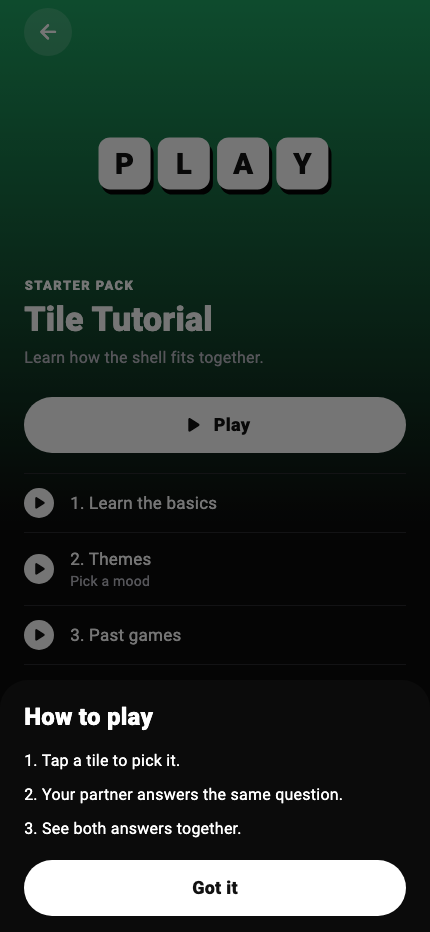 P L A Y
STARTER PACK
Tile Tutorial
Learn how the shell fits together.
Play
1. Learn the basics
2. Themes
Pick a mood
3. Past games
How to play
1. Tap a tile to pick it.
2. Your partner answers the same question.
3. See both answers together.
Got it